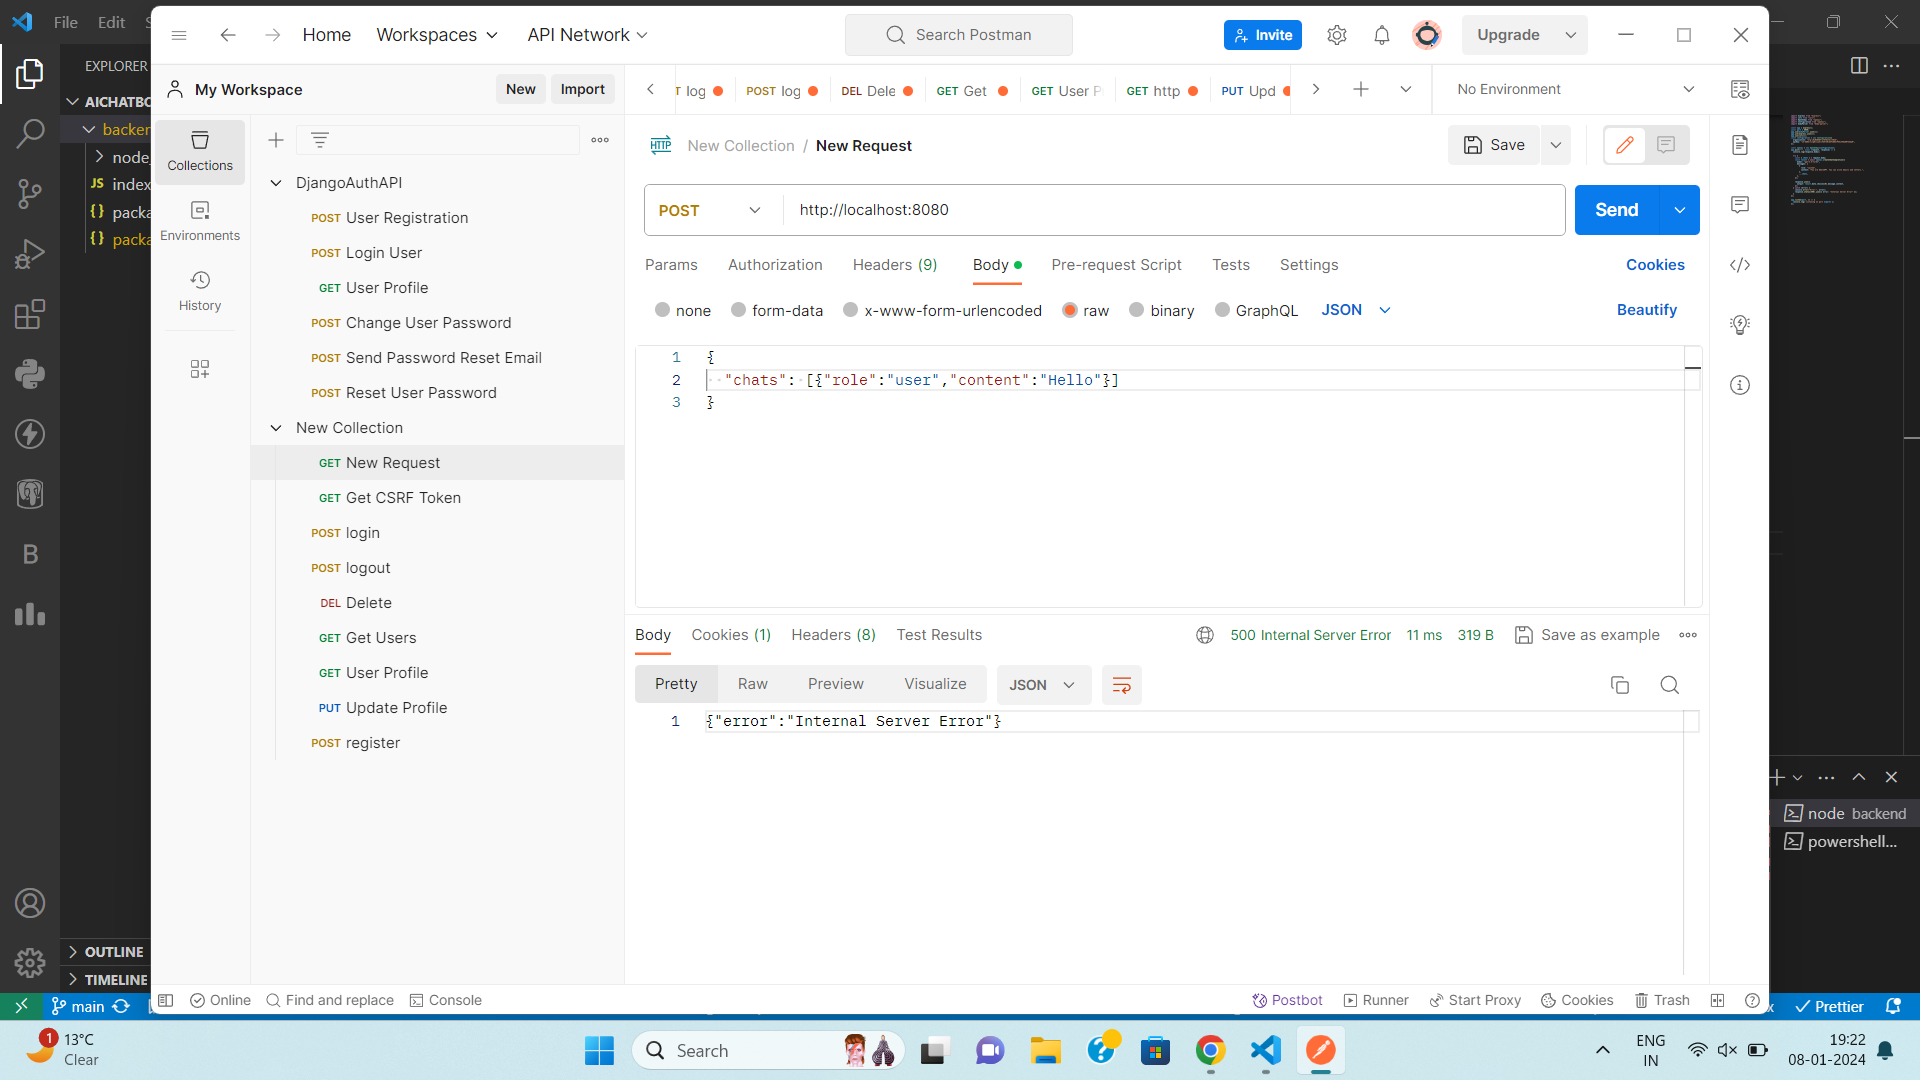 File Edit S
EXPLORER
AICHATBO
backen
node_
JS index
{} packa
{} packa
OUTLINE
TIMELINE
main
Home Workspaces API Network Search Postman Invite Upgrade
My Workspace New Import
log POST log DEL Dele GET Get GET User P GET http PUT Upd No Environment
Collections
Environments
History
DjangoAuthAPI
POST User Registration
POST Login User
GET User Profile
POST Change User Password
POST Send Password Reset Email
POST Reset User Password
New Collection
GET New Request
GET Get CSRF Token
POST login
POST logout
DEL Delete
GET Get Users
GET User Profile
PUT Update Profile
POST register
HTTP New Collection / New Request Save
POST http://localhost:8080 Send
Params Authorization Headers (9) Body Pre-request Script Tests Settings Cookies
none form-data x-www-form-urlencoded raw binary GraphQL JSON Beautify
1 {
2 "chats": [{"role":"user","content":"Hello"}]
3 }
Body Cookies (1) Headers (8) Test Results 500 Internal Server Error 11 ms 319 B Save as example
Pretty Raw Preview Visualize JSON
1 {"error":"Internal Server Error"}
node backend
powershell...
Online Find and replace Console Postbot Runner Start Proxy Cookies Trash
Prettier
1 13°C
Clear
Search
ENG
IN
19:22
08-01-2024